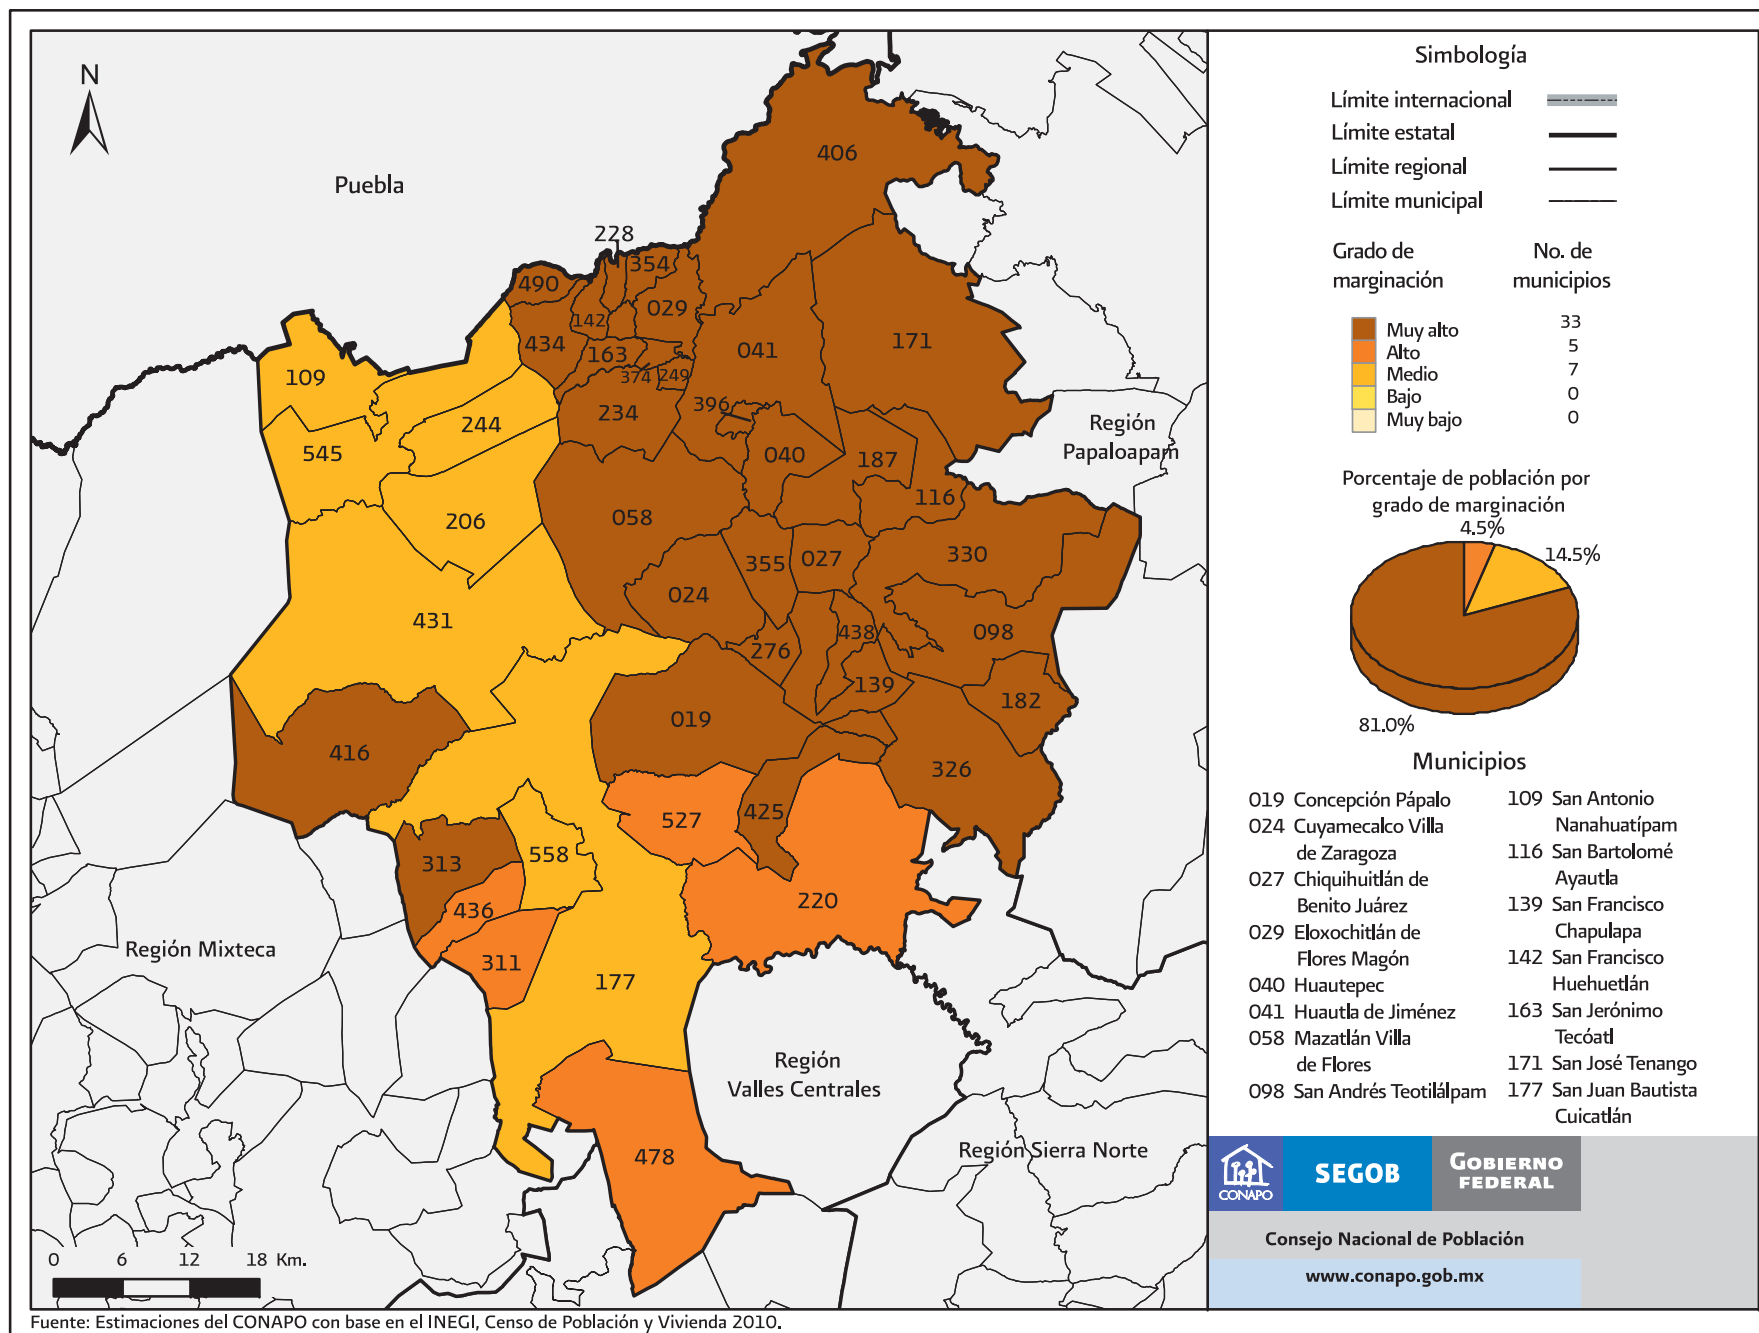 N
Puebla
406
228
354
490
029
142
434
163
041
171
374
249
109
396
234
244
545
040
187
Región
Papaloapam
116
206
058
355
027
330
024
431
438
098
276
139
182
019
416
326
527
425
558
313
220
436
Región Mixteca
311
177
Región
Valles Centrales
478
Región Sierra Norte
0 6 12 18 Km.
Fuente: Estimaciones del CONAPO con base en el INEGI, Censo de Población y Vivienda 2010.
Simbología
Límite internacional
Límite estatal
Límite regional
Límite municipal
Grado de marginación
No. de municipios
Muy alto 33
Alto 5
Medio 7
Bajo 0
Muy bajo 0
Porcentaje de población por
grado de marginación
4.5%
14.5%
81.0%
Municipios
019 Concepción Pápalo
024 Cuyamecalco Villa
de Zaragoza
027 Chiquihuitlán de
Benito Juárez
029 Eloxochitlán de
Flores Magón
040 Huautepec
041 Huautla de Jiménez
058 Mazatlán Villa
de Flores
098 San Andrés Teotilálpam
109 San Antonio
Nanahuatípam
116 San Bartolomé
Ayautla
139 San Francisco
Chapulapa
142 San Francisco
Huehuetlán
163 San Jerónimo
Tecóatl
171 San José Tenango
177 San Juan Bautista
Cuicatlán
CONAPO
SEGOB
GOBIERNO
FEDERAL
Consejo Nacional de Población
www.conapo.gob.mx